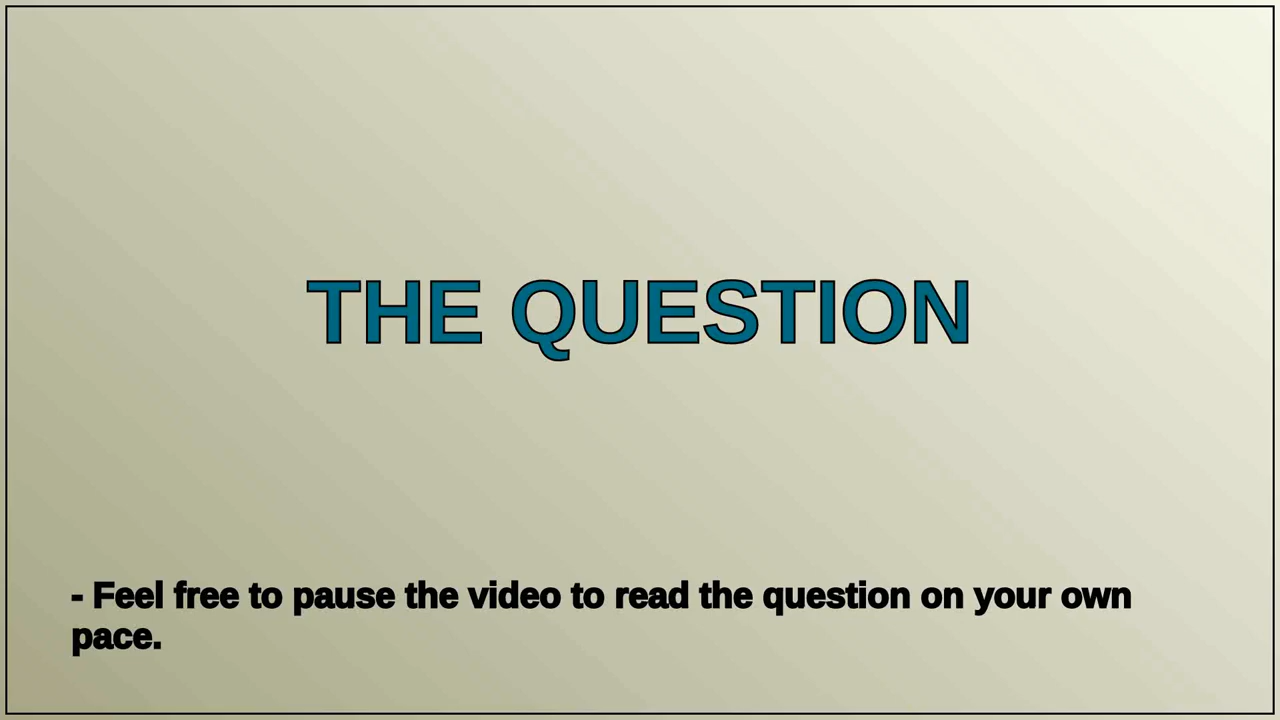 THE QUESTION
- Feel free to pause the video to read the question on your own
pace.